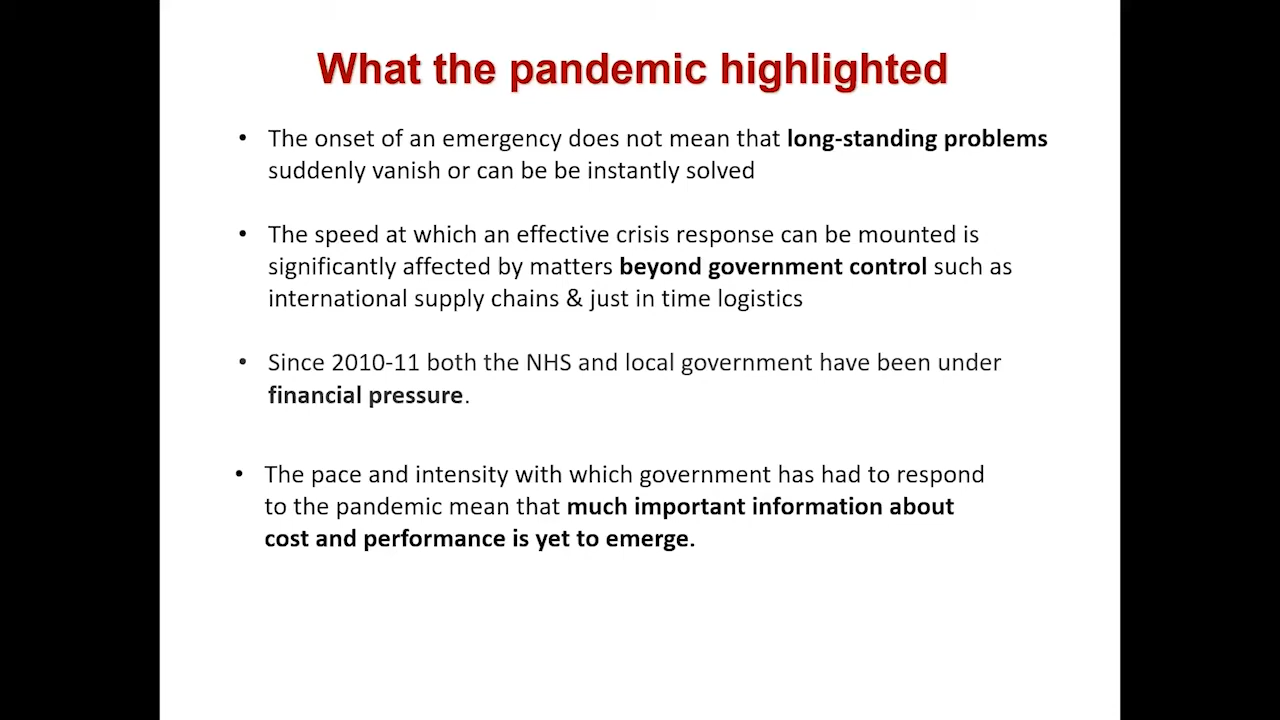 What the pandemic highlighted
• The onset of an emergency does not mean that long-standing problems
suddenly vanish or can be be instantly solved
• The speed at which an effective crisis response can be mounted is
significantly affected by matters beyond government control such as
international supply chains & just in time logistics
• Since 2010-11 both the NHS and local government have been under
financial pressure.
• The pace and intensity with which government has had to respond
to the pandemic mean that much important information about
cost and performance is yet to emerge.